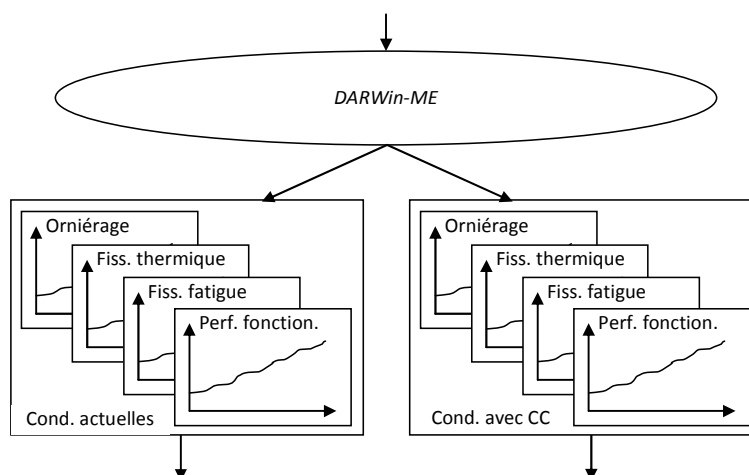 DARWin-ME
Orniérage
Fiss. thermique
Fiss. fatigue
Perf. fonction.
Cond. actuelles
Orniérage
Fiss. thermique
Fiss. fatigue
Perf. fonction.
Cond. avec CC